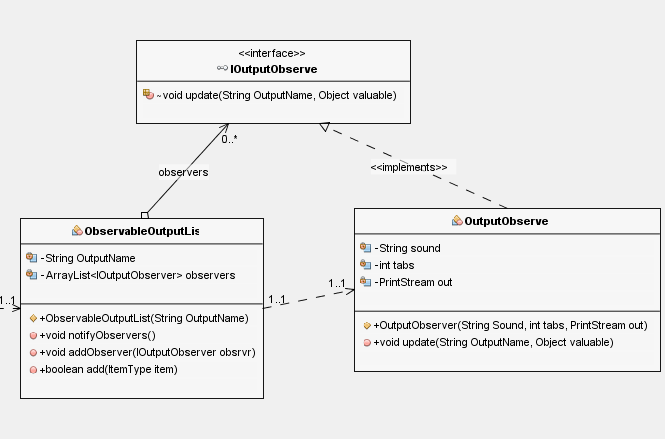 <<interface>>
IOutputObserve
~void update(String OutputName, Object valuable)
0..*
observers
<<implements>>
ObservableOutputLis
-String OutputName
-ArrayList<IOutputObserver> observers
+ObservableOutputList(String OutputName)
+void notifyObservers()
+void addObserver(IOutputObserver obsrvr)
+boolean add(ItemType item)
1..1
1..1
1..1
OutputObserve
-String sound
-int tabs
-PrintStream out
+OutputObserver(String Sound, int tabs, PrintStream out)
+void update(String OutputName, Object valuable)